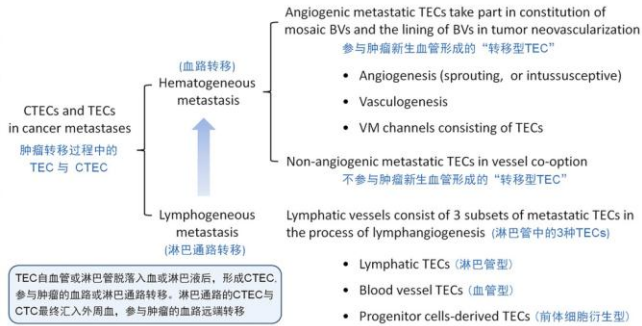 CTECs and TECs
in cancer metastases
肿瘤转移过程中的
TEC 与 CTEC
(血路转移)
Hematogeneous
metastasis
Lymphogeneous
metastasis
(淋巴通路转移)
Angiogenic metastatic TECs take part in constitution of
mosaic BVs and the lining of BVs in tumor neovascularization
参与肿瘤新生血管形成的“转移型TEC”
• Angiogenesis (sprouting, or intussusceptive)
• Vasculogenesis
• VM channels consisting of TECs
Non-angiogenic metastatic TECs in vessel co-option
不参与肿瘤新生血管形成的“转移型TEC”
Lymphatic vessels consist of 3 subsets of metastatic TECs in
the process of lymphangiogenesis (淋巴管中的3种TECs)
• Lymphatic TECs (淋巴管型)
• Blood vessel TECs (血管型)
• Progenitor cells-derived TECs (前体细胞衍生型)
TEC自血管或淋巴管脱落入血或淋巴液后，形成CTEC,
参与肿瘤的血路或淋巴通路转移。淋巴通路的CTEC与
CTC最终汇入外周血，参与肿瘤的血路远端转移